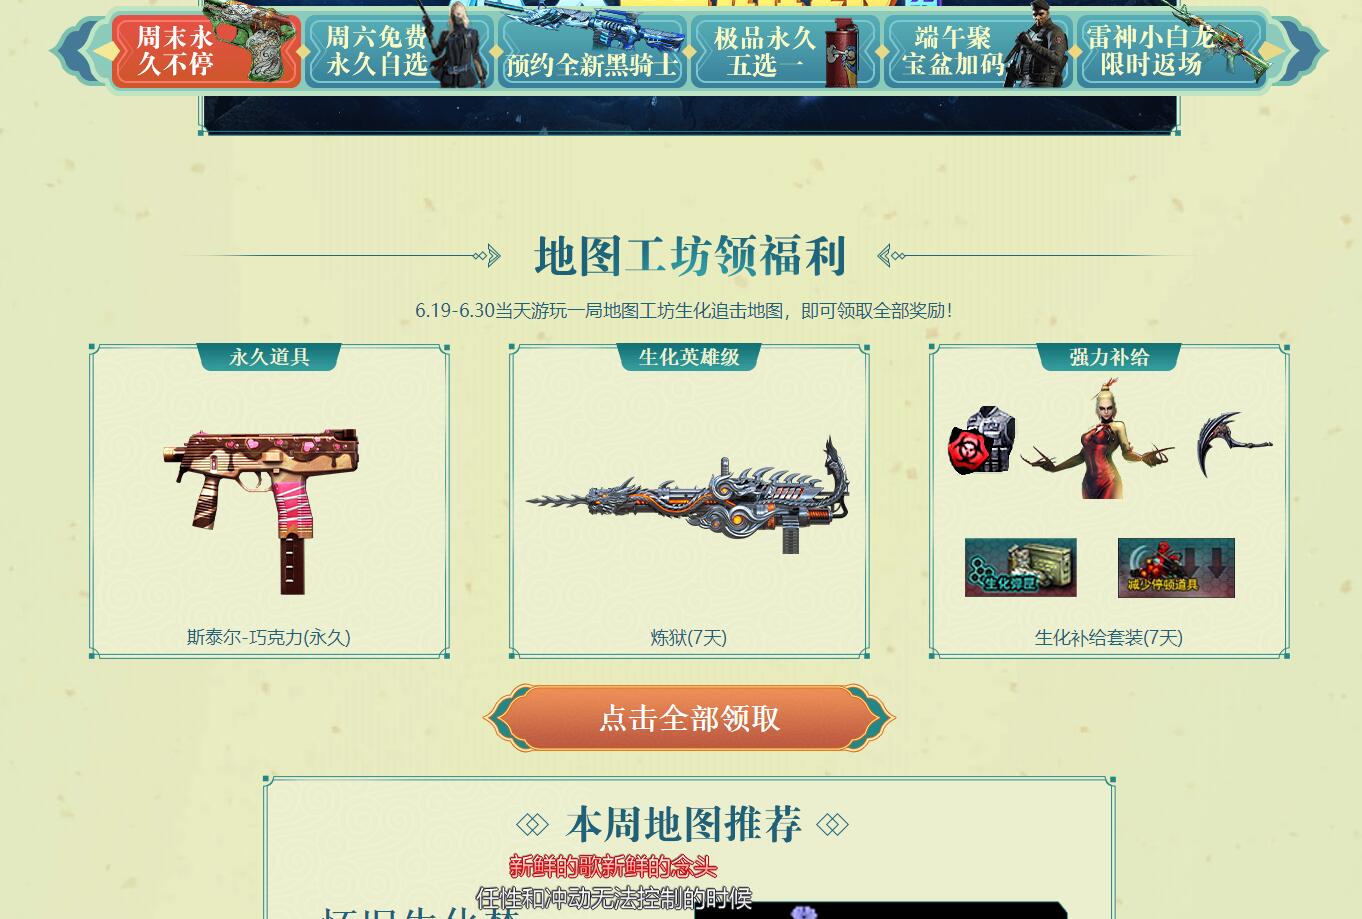 周末永
久不停
周六免费
永久自选
预约全新黑骑士
极品永久
五选一
端午聚
宝盆加码
雷神小白龙
限时返场
地图工坊领福利
6.19-6.30当天游玩一局地图工坊生化追击地图，即可领取全部奖励！
永久道具
生化英雄级
强力补给
生化弹匣
减少停顿道具
斯泰尔-巧克力(永久)
炼狱(7天)
生化补给套装(7天)
点击全部领取
本周地图推荐
新鲜的歌新鲜的念头
任性和冲动无法控制的时候